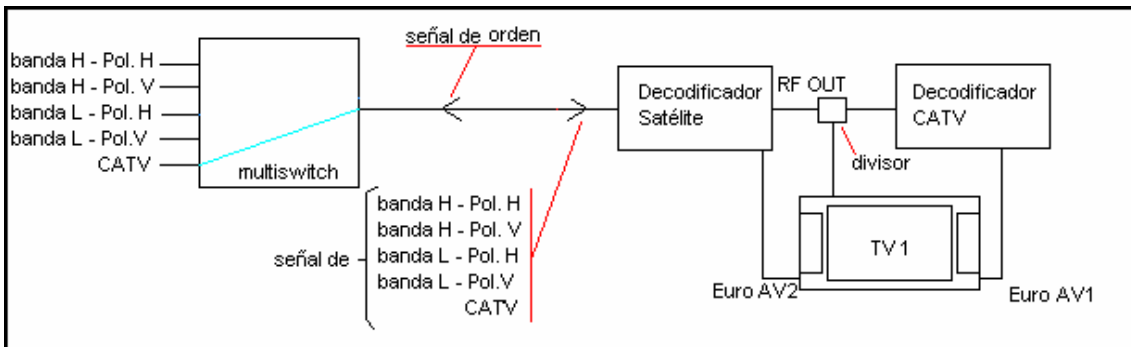 señal de orden
banda H - Pol. H
banda H - Pol. V
banda L - Pol. H
banda L - Pol.V
CATV
multiswitch
Decodificador
Satélite
RF OUT
Decodificador
CATV
divisor
señal de
banda H - Pol. H
banda H - Pol. V
banda L - Pol. H
banda L - Pol.V
CATV
TV 1
Euro AV2
Euro AV1